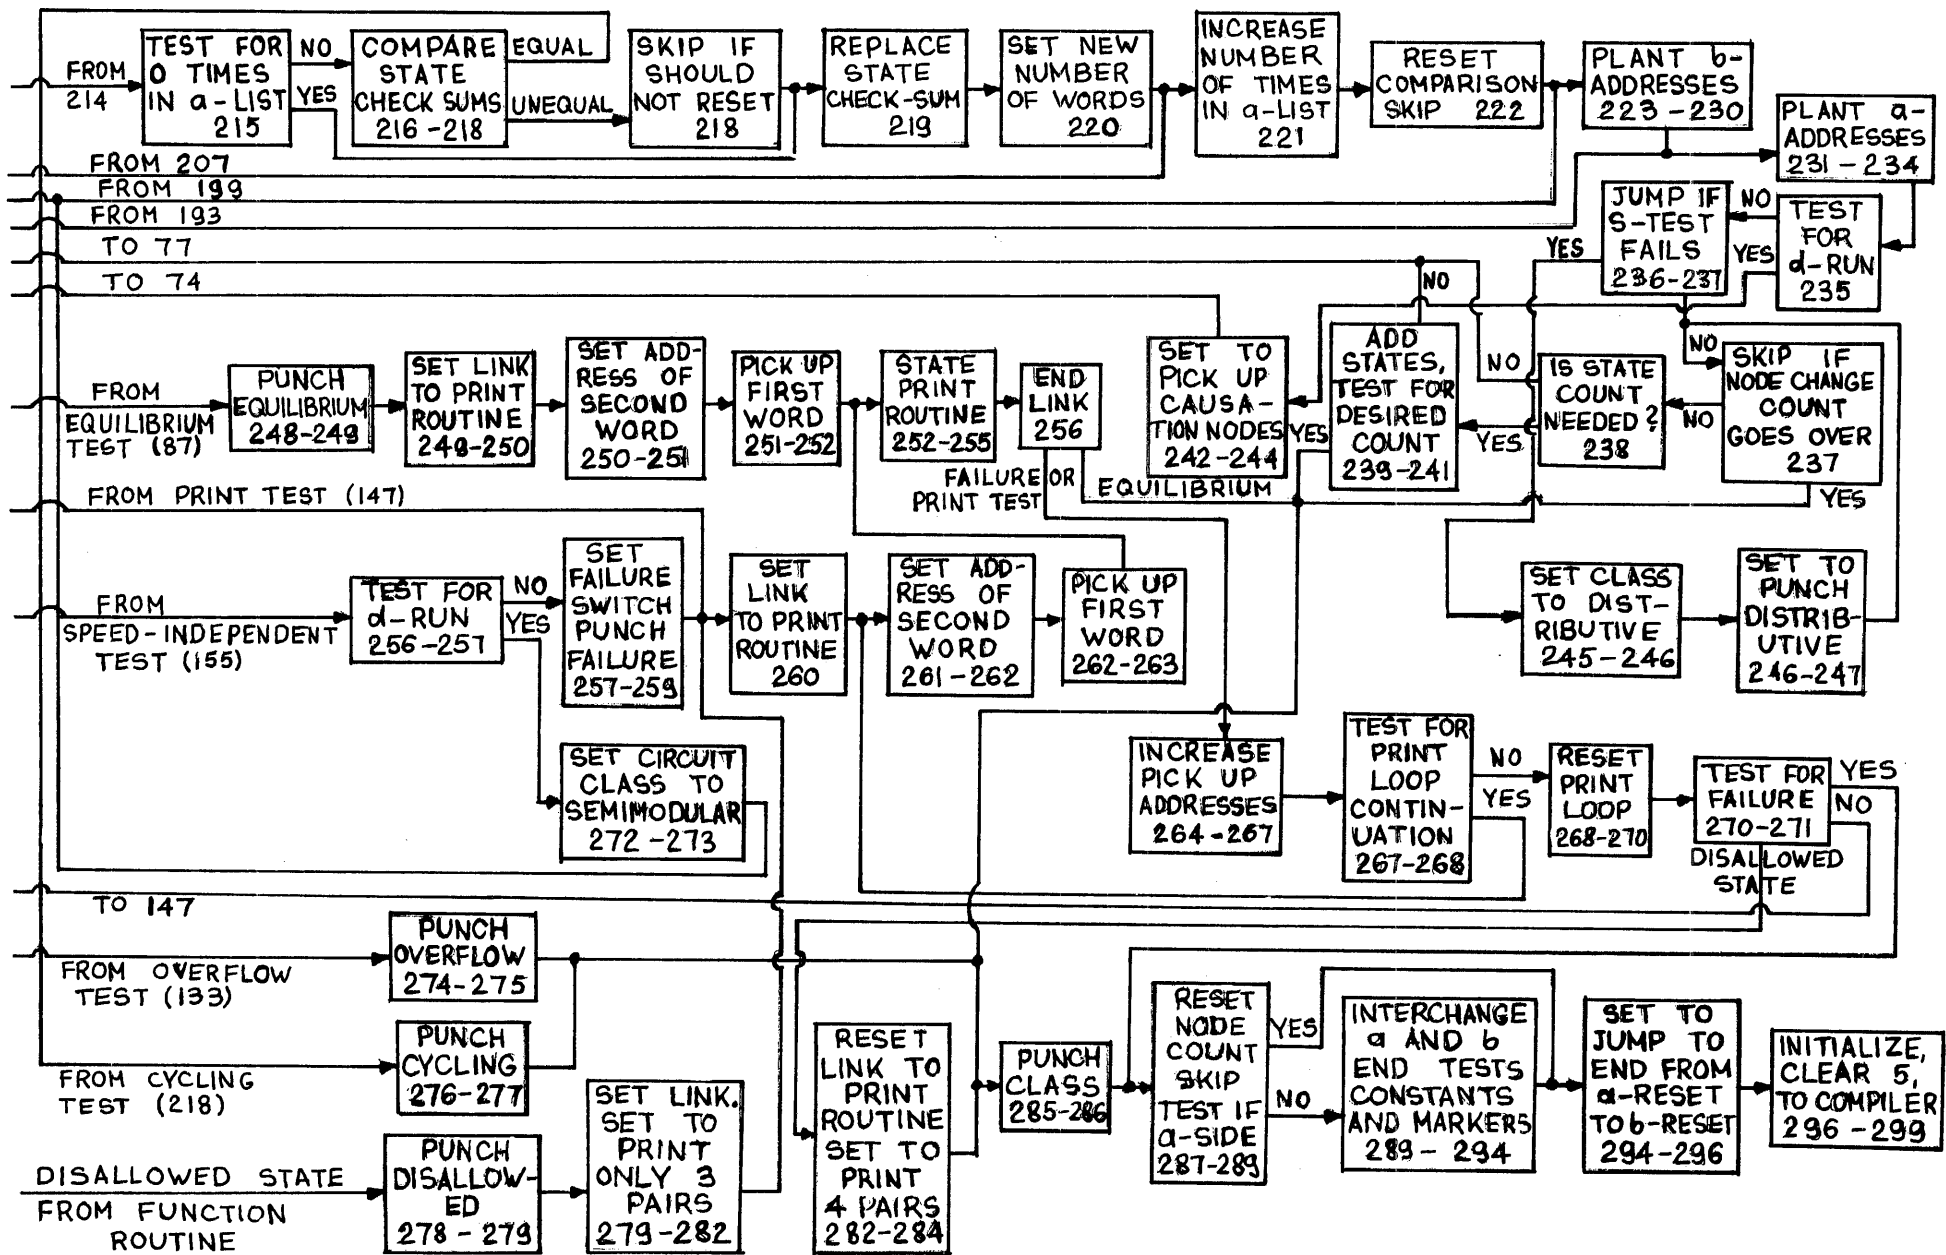 FROM
214
TEST FOR
0 TIMES
IN a-LIST
215
NO
YES
COMPARE
STATE
CHECK SUMS
216-218
EQUAL
UNEQUAL
SKIP IF
SHOULD
NOT RESET
218
REPLACE
STATE
CHECK-SUM
219
SET NEW
NUMBER
OF WORDS
220
INCREASE
NUMBER
OF TIMES
IN a-LIST
221
RESET
COMPARISON
SKIP 222
PLANT b-
ADDRESSES
223-230
PLANT a-
ADDRESSES
231-234
FROM 207
FROM 199
FROM 193
TO 77
TO 74
JUMP IF
S-TEST
FAILS
236-237
NO
YES
YES
TEST
FOR
d-RUN
235
FROM
EQUILIBRIUM
TEST (87)
PUNCH
EQUILIBRIUM
248-249
SET LINK
TO PRINT
ROUTINE
249-250
SET ADD-
RESS OF
SECOND
WORD
250-251
PICK UP
FIRST
WORD
251-252
STATE
PRINT
ROUTINE
252-255
END
LINK
256
FAILURE OR
PRINT TEST
EQUILIBRIUM
SET TO
PICK UP
CAUSA-
TION NODES
242-244
YES
NO
ADD
STATES,
TEST FOR
DESIRED
COUNT
239-241
NO
YES
IS STATE
COUNT
NEEDED?
238
NO
NO
SKIP IF
NODE CHANGE
COUNT
GOES OVER
237
YES
FROM PRINT TEST (147)
FROM
SPEED-INDEPENDENT
TEST (155)
TEST FOR
d-RUN
256-257
NO
YES
SET
FAILURE
SWITCH
PUNCH
FAILURE
257-259
SET
LINK
TO PRINT
ROUTINE
260
SET ADD-
RESS OF
SECOND
WORD
261-262
PICK UP
FIRST
WORD
262-263
SET CLASS
TO DIST-
RIBUTIVE
245-246
SET TO
PUNCH
DISTRIB-
UTIVE
246-247
SET CIRCUIT
CLASS TO
SEMIMODULAR
272-273
INCREASE
PICK UP
ADDRESSES
264-267
TEST FOR
PRINT
LOOP
CONTIN-
UATION
267-268
NO
YES
RESET
PRINT
LOOP
268-270
TEST FOR
FAILURE
270-271
YES
NO
DISALLOWED
STATE
TO 147
FROM OVERFLOW
TEST (133)
PUNCH
OVERFLOW
274-275
FROM CYCLING
TEST (218)
PUNCH
CYCLING
276-277
DISALLOWED STATE
FROM FUNCTION
ROUTINE
PUNCH
DISALLOW-
ED
278-279
SET LINK.
SET TO
PRINT
ONLY 3
PAIRS
279-282
RESET
LINK TO
PRINT
ROUTINE
SET TO
PRINT
4 PAIRS
282-284
PUNCH
CLASS
285-286
RESET
NODE
COUNT
SKIP
TEST IF
a-SIDE
287-289
YES
NO
INTERCHANGE
a AND b
END TESTS
CONSTANTS
AND MARKERS
289-294
SET TO
JUMP TO
END FROM
a-RESET
TO b-RESET
294-296
INITIALIZE,
CLEAR 5,
TO COMPILER
296-299